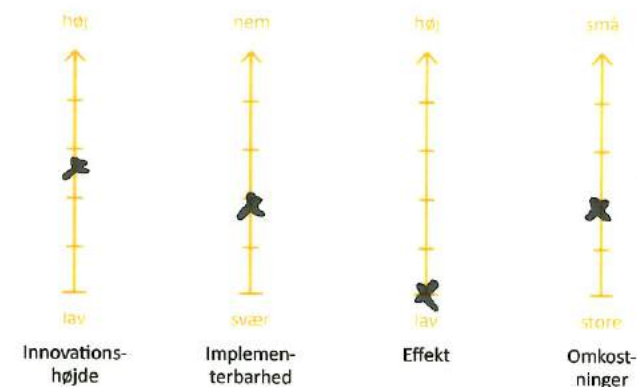 høj nem høj små
lav svær lav store
Innovations-
højde
Implemen-
terbarhed
Effekt
Omkost-
ninger